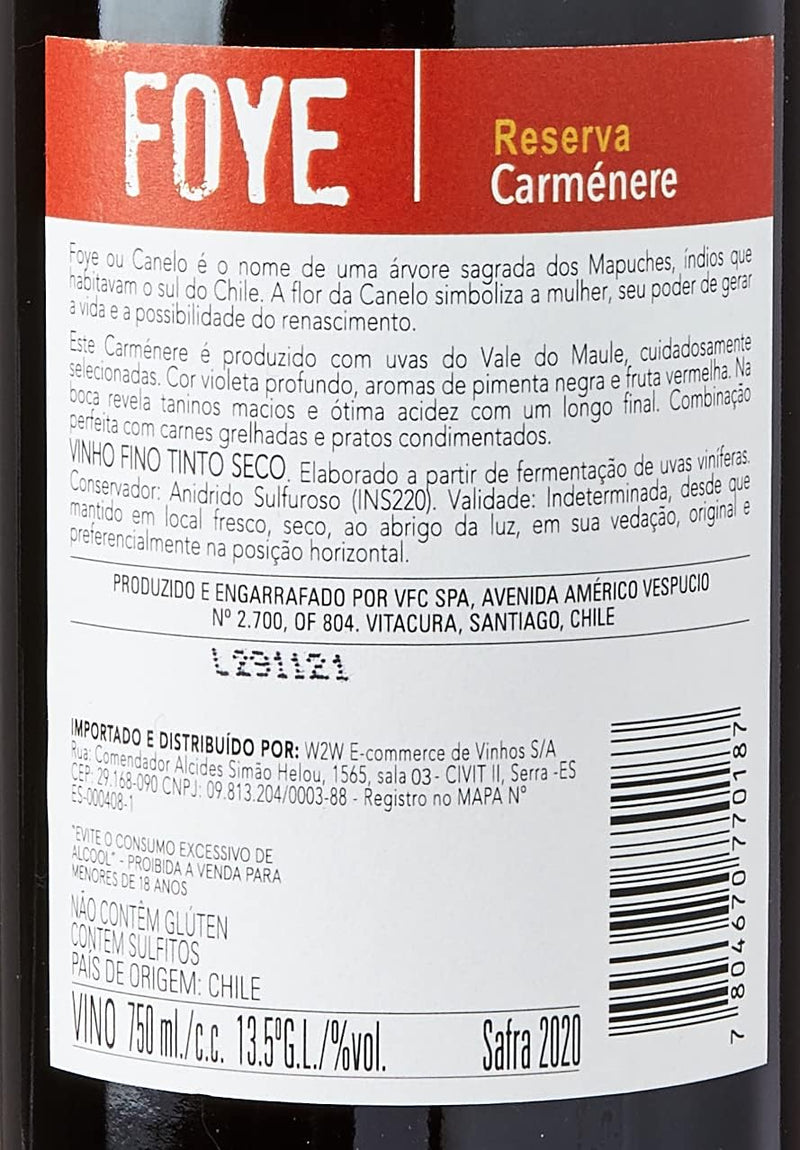 FOYE
Reserva
Carménere
Foye ou Canelo é o nome de uma árvore sagrada dos Mapuches, índios que
habitavam o sul do Chile. A flor da Canelo simboliza a mulher, seu poder de gerar
a vida e a possibilidade do renascimento.
Este Carménere é produzido com uvas do Vale do Maule, cuidadosamente
selecionadas. Cor violeta profundo, aromas de pimenta negra e fruta vermelha. Na
boca revela taninos macios e ótima acidez com um longo final. Combinação
perfeita com carnes grelhadas e pratos condimentados.
VINHO FINO TINTO SECO. Elaborado a partir de fermentação de uvas viníferas.
Conservador: Anidrido Sulfuroso (INS220). Validade: Indeterminada, desde que
mantido em local fresco, seco, ao abrigo da luz, em sua vedação, original e
preferencialmente na posição horizontal.
PRODUZIDO E ENGARRAFADO POR VFC SPA, AVENIDA AMÉRICO VESPUCIO
Nº 2.700, OF 804. VITACURA, SANTIAGO, CHILE
L291121
IMPORTADO E DISTRIBUÍDO POR: W2W E-commerce de Vinhos S/A
Rua: Comendador Alcides Simão Helou, 1565, sala 03- CIVIT II, Serra -ES
CEP: 29.168-090 CNPJ: 09.813.204/0003-88 - Registro no MAPA Nº
ES-000408-1
"EVITE O CONSUMO EXCESSIVO DE
ALCOOL" - PROIBIDA A VENDA PARA
MENORES DE 18 ANOS
NÃO CONTÊM GLÚTEN
CONTEM SULFITOS
PAIS DE ORIGEM: CHILE
VINO 750 ml./c.c. 13.5ºG.L./%vol. Safra 2020
7804670770187